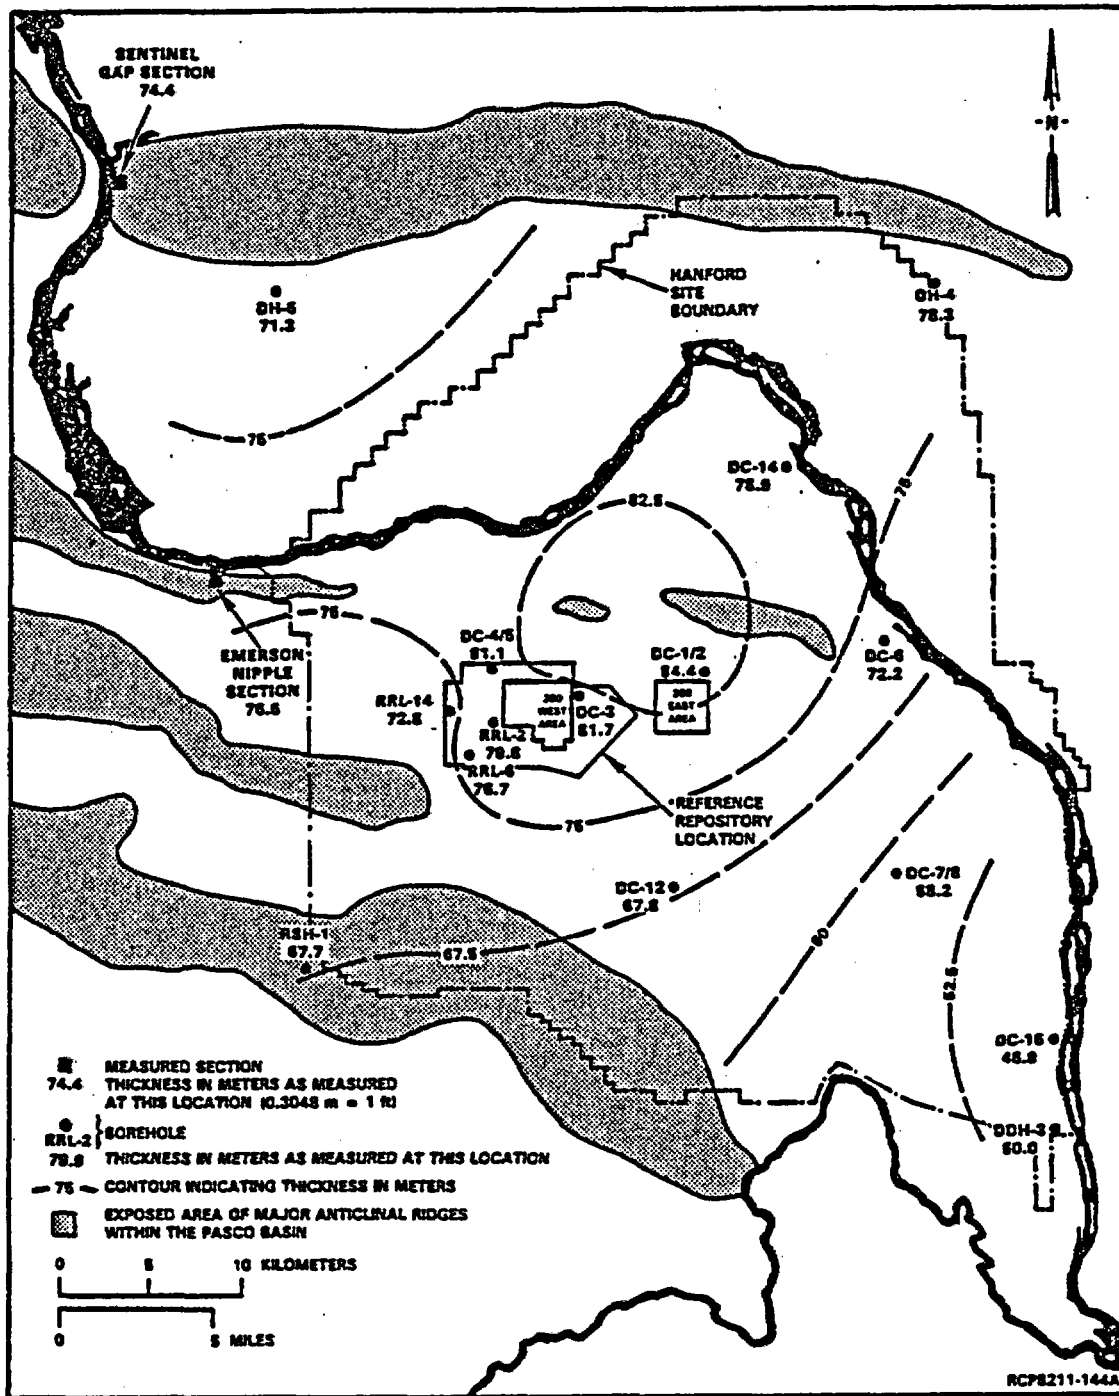 SENTINEL
GAP SECTION
74.4
N
HANFORD
SITE
BOUNDARY
DH-5
71.3
DH-4
78.3
75
DC-14
75.9
75
82.5
75
EMERSON
NIPPLE
SECTION
76.5
DC-4/5
81.1
DC-1/2
84.4
DC-6
72.2
RRL-14
72.8
200
WEST
AREA
200
EAST
AREA
DC-3
81.7
RRL-2
79.8
RRL-6
76.7
REFERENCE
REPOSITORY
LOCATION
75
DC-12
67.8
DC-7/8
58.2
RSH-1
67.7
67.5
60
52.5
DC-15
45.9
DDH-3
50.0
MEASURED SECTION
74.4 THICKNESS IN METERS AS MEASURED
AT THIS LOCATION (0.3048 m = 1 ft)
RRL-2 } BOREHOLE
79.8 THICKNESS IN METERS AS MEASURED AT THIS LOCATION
75 CONTOUR INDICATING THICKNESS IN METERS
EXPOSED AREA OF MAJOR ANTICLINAL RIDGES
WITHIN THE PASCO BASIN
0 5 10 KILOMETERS
0 5 MILES
RCP8211-144A